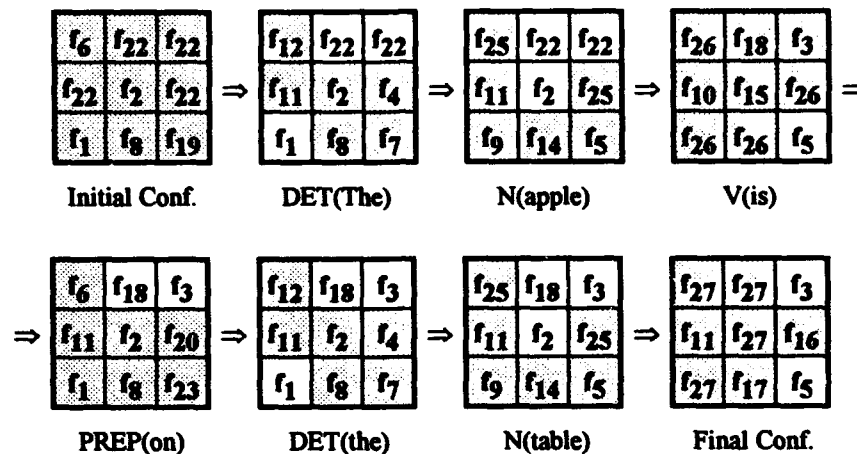 f6 f22 f22 f12 f22 f22 f25 f22 f22 f26 f18 f3
f22 f2 f22 ⇒ f11 f2 f4 ⇒ f11 f2 f25 ⇒ f10 f15 f26 =
f1 f8 f19 f1 f8 f7 f9 f14 f5 f26 f26 f5
Initial Conf. DET(The) N(apple) V(is)
f6 f18 f3 f12 f18 f3 f25 f18 f3 f27 f27 f3
⇒ f11 f2 f20 ⇒ f11 f2 f4 ⇒ f11 f2 f25 ⇒ f11 f27 f16
f1 f8 f23 f1 f8 f7 f9 f14 f5 f27 f17 f5
PREP(on) DET(the) N(table) Final Conf.